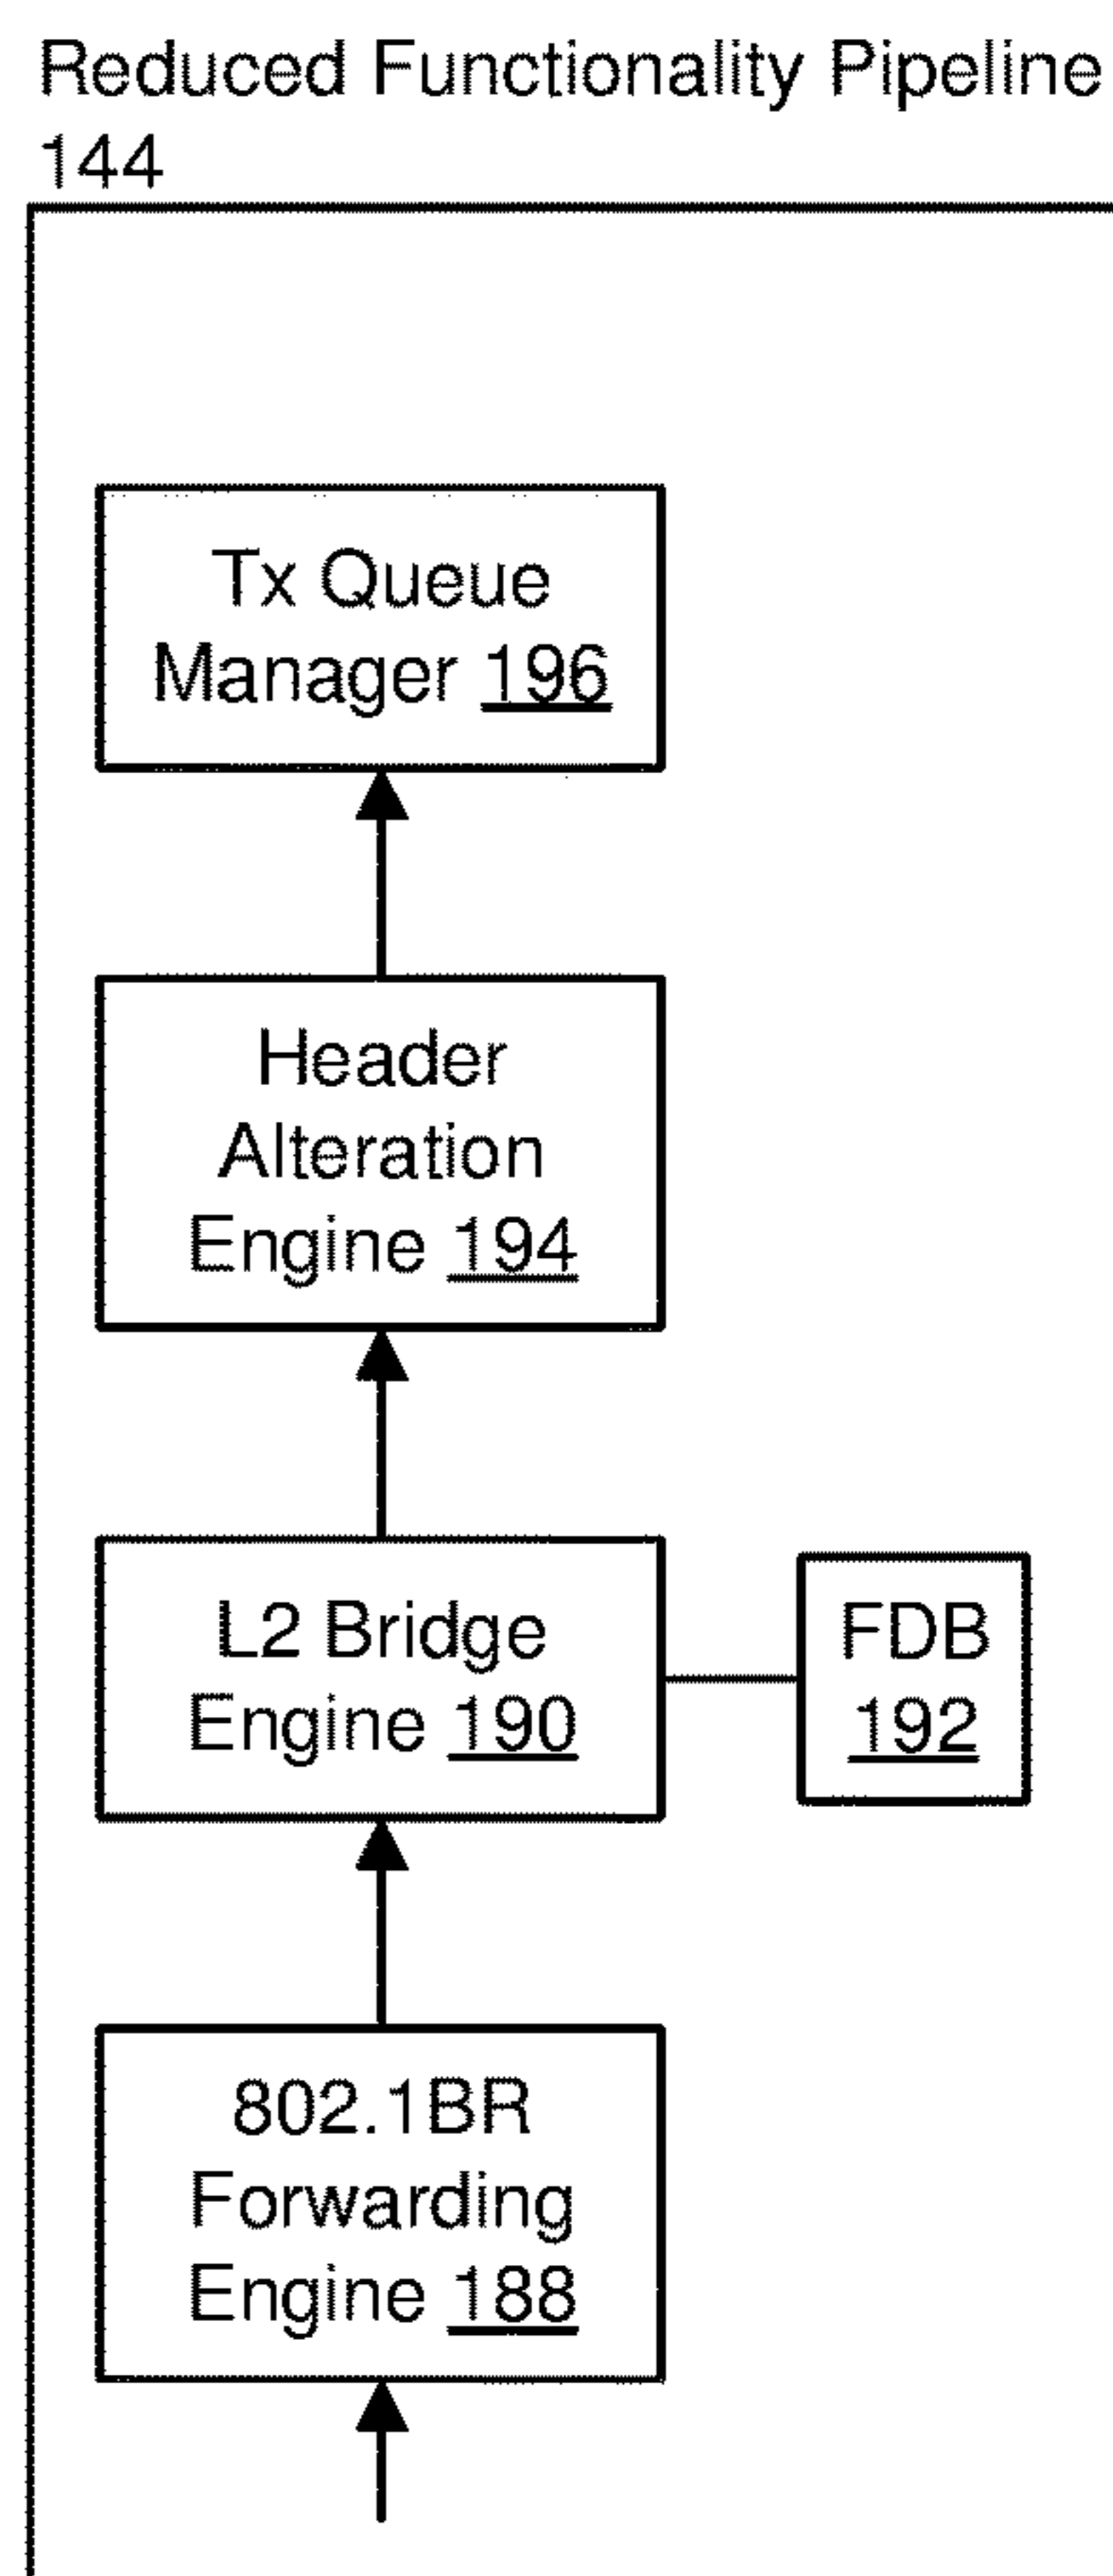 Reduced Functionality Pipeline
144
Tx Queue
Manager 196
Header
Alteration
Engine 194
L2 Bridge
Engine 190
FDB
192
802.1BR
Forwarding
Engine 188